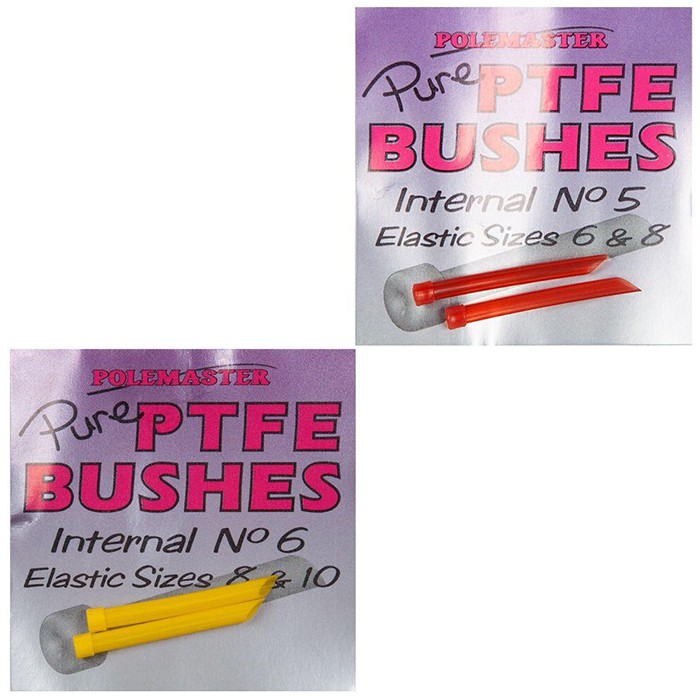 POLEMASTER
Pure PTFE
BUSHES
Internal Nº 5
Elastic Sizes 6 & 8
POLEMASTER
Pure PTFE
BUSHES
Internal Nº 6
Elastic Sizes 8 & 10